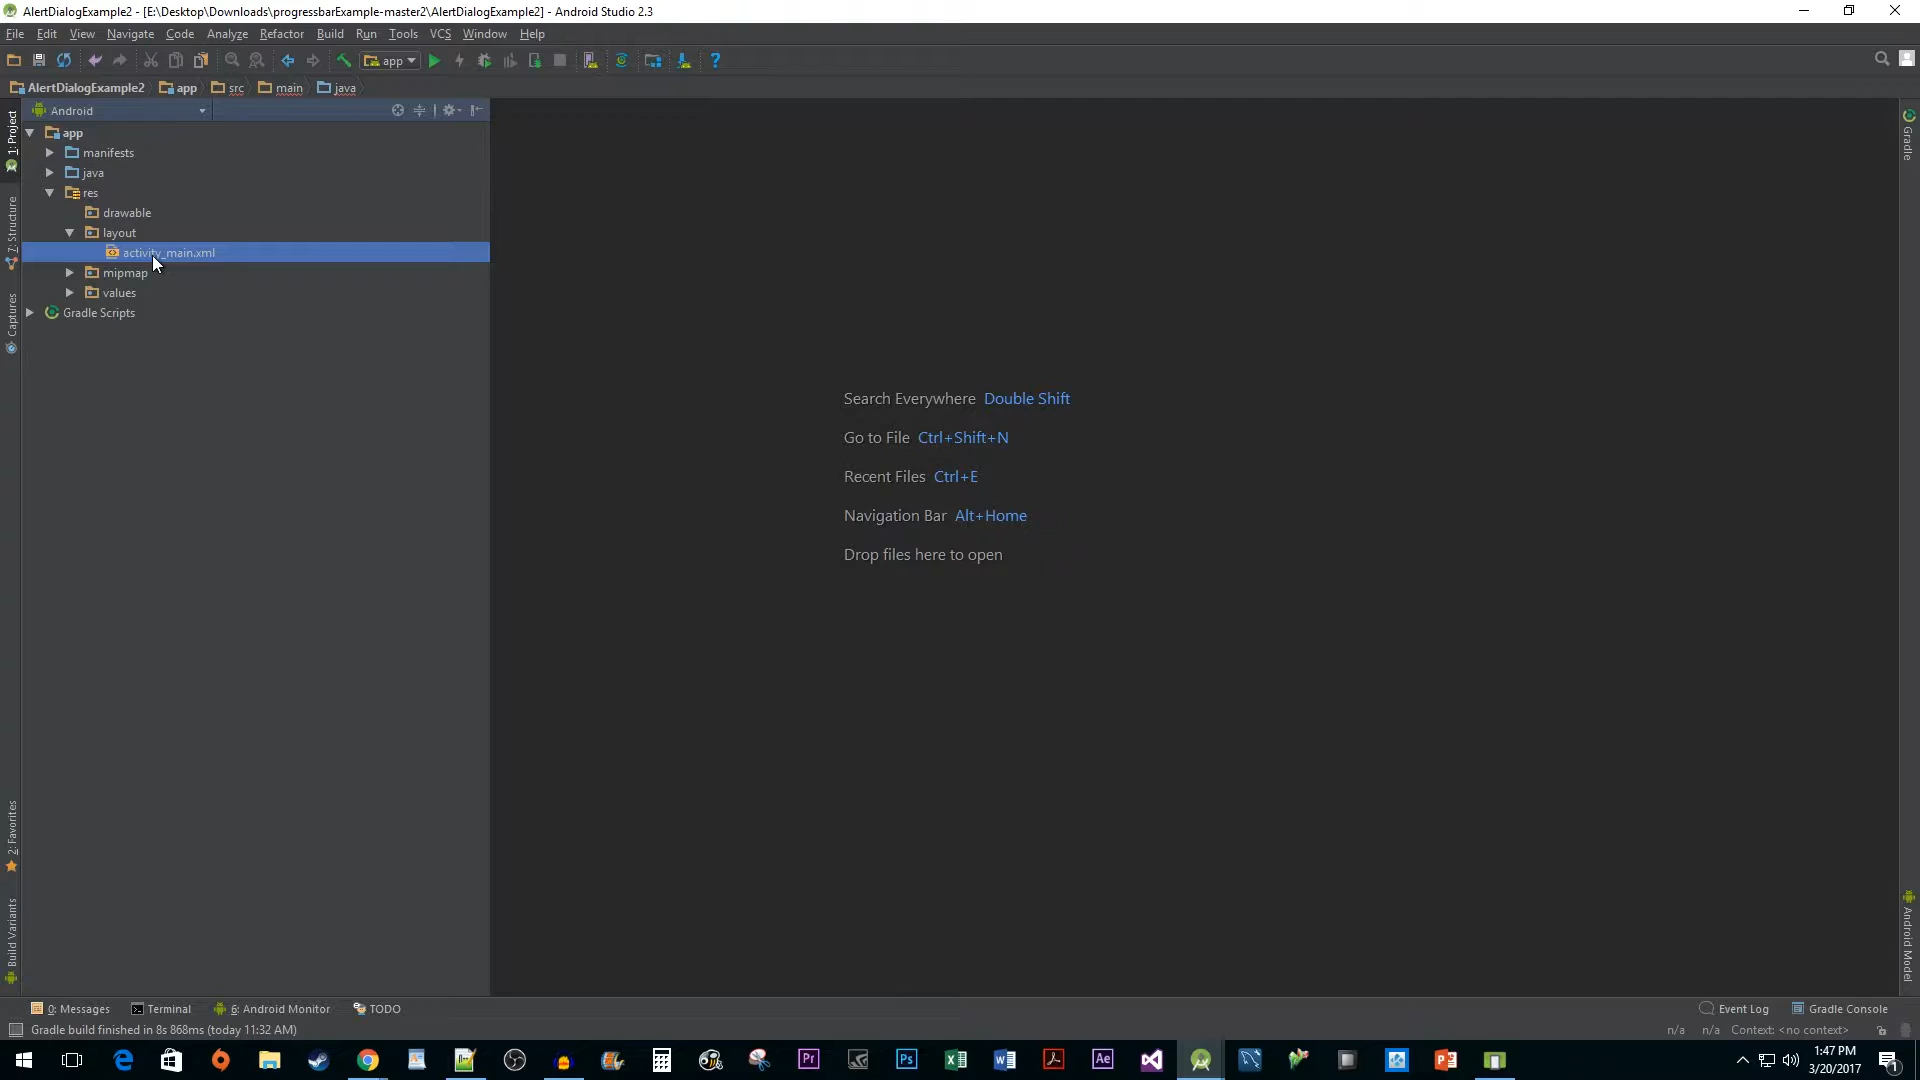 AlertDialogExample2 - [E:\Desktop\Downloads\progressbarExample-master2\AlertDialogExample2] - Android Studio 2.3
File Edit View Navigate Code Analyze Refactor Build Run Tools VCS Window Help
app
AlertDialogExample2 app src main java
Android
1: Project
app
manifests
java
res
drawable
layout
activity_main.xml
mipmap
values
Gradle Scripts
7: Structure
Captures
2: Favorites
Build Variants
Search Everywhere Double Shift
Go to File Ctrl+Shift+N
Recent Files Ctrl+E
Navigation Bar Alt+Home
Drop files here to open
Gradle
Android Model
0: Messages Terminal 6: Android Monitor TODO Event Log Gradle Console
Gradle build finished in 8s 868ms (today 11:32 AM) n/a n/a Context: <no context>
Pr Ps Ae
1:47 PM
3/20/2017
1